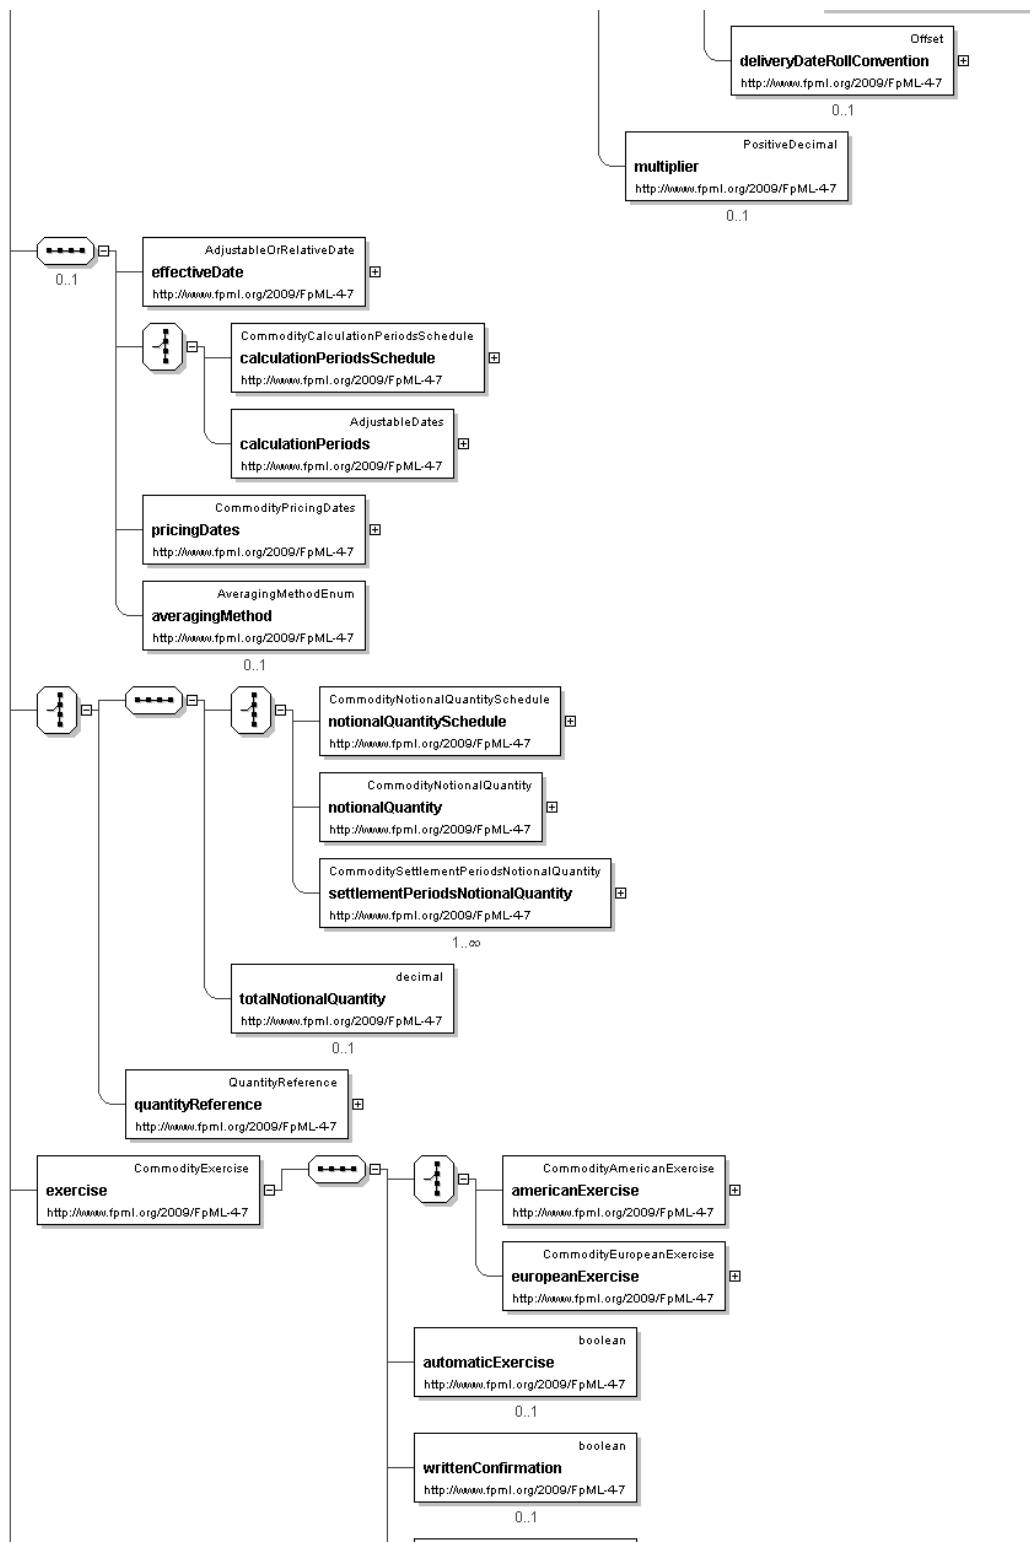 Offset
deliveryDateRollConvention
http://www.fpml.org/2009/FpML-4-7
0..1
PositiveDecimal
multiplier
http://www.fpml.org/2009/FpML-4-7
0..1
AdjustableOrRelativeDate
effectiveDate
http://www.fpml.org/2009/FpML-4-7
0..1
CommodityCalculationPeriodsSchedule
calculationPeriodsSchedule
http://www.fpml.org/2009/FpML-4-7
AdjustableDates
calculationPeriods
http://www.fpml.org/2009/FpML-4-7
CommodityPricingDates
pricingDates
http://www.fpml.org/2009/FpML-4-7
AveragingMethodEnum
averagingMethod
http://www.fpml.org/2009/FpML-4-7
0..1
CommodityNotionalQuantitySchedule
notionalQuantitySchedule
http://www.fpml.org/2009/FpML-4-7
CommodityNotionalQuantity
notionalQuantity
http://www.fpml.org/2009/FpML-4-7
CommoditySettlementPeriodsNotionalQuantity
settlementPeriodsNotionalQuantity
http://www.fpml.org/2009/FpML-4-7
1..∞
decimal
totalNotionalQuantity
http://www.fpml.org/2009/FpML-4-7
0..1
QuantityReference
quantityReference
http://www.fpml.org/2009/FpML-4-7
CommodityExercise
exercise
http://www.fpml.org/2009/FpML-4-7
CommodityAmericanExercise
americanExercise
http://www.fpml.org/2009/FpML-4-7
CommodityEuropeanExercise
europeanExercise
http://www.fpml.org/2009/FpML-4-7
boolean
automaticExercise
http://www.fpml.org/2009/FpML-4-7
0..1
boolean
writtenConfirmation
http://www.fpml.org/2009/FpML-4-7
0..1